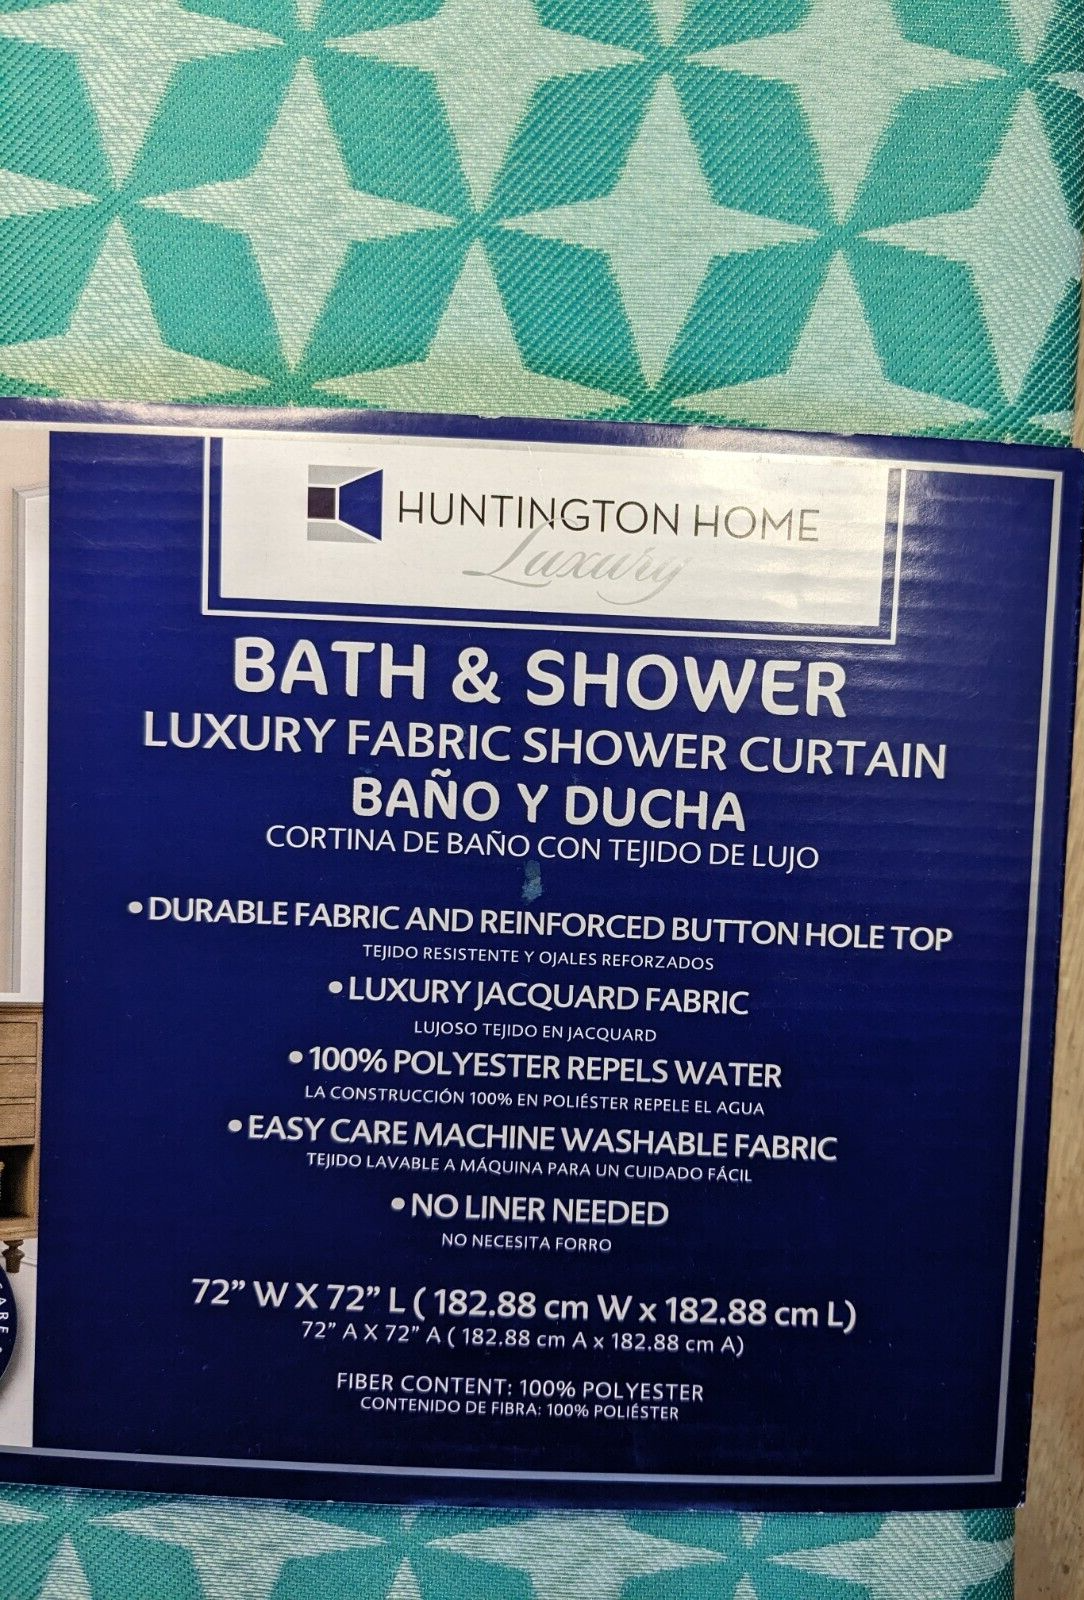 HUNTINGTON HOME
Luxury
BATH & SHOWER
LUXURY FABRIC SHOWER CURTAIN
BAÑO Y DUCHA
CORTINA DE BAÑO CON TEJIDO DE LUJO
• DURABLE FABRIC AND REINFORCED BUTTON HOLE TOP
TEJIDO RESISTENTE Y OJALES REFORZADOS
• LUXURY JACQUARD FABRIC
LUJOSO TEJIDO EN JACQUARD
• 100% POLYESTER REPELS WATER
LA CONSTRUCCIÓN 100% EN POLIÉSTER REPELE EL AGUA
• EASY CARE MACHINE WASHABLE FABRIC
TEJIDO LAVABLE A MÁQUINA PARA UN CUIDADO FÁCIL
• NO LINER NEEDED
NO NECESITA FORRO
72” W X 72” L ( 182.88 cm W x 182.88 cm L)
72” A X 72” A ( 182.88 cm A x 182.88 cm A)
FIBER CONTENT: 100% POLYESTER
CONTENIDO DE FIBRA: 100% POLIÉSTER